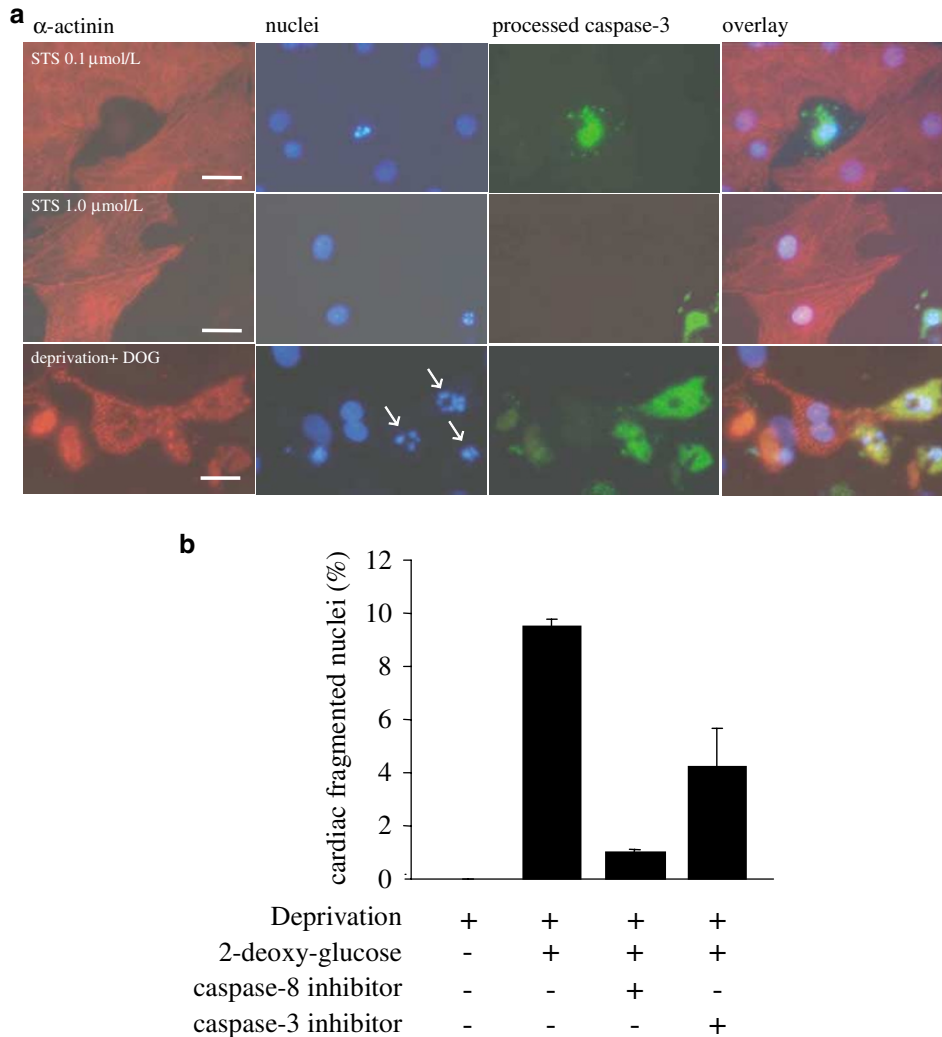 a
α-actinin nuclei processed caspase-3 overlay
STS 0.1 μmol/L
STS 1.0 μmol/L
deprivation+ DOG
b
cardiac fragmented nuclei (%)
12
10
8
6
4
2
0
Deprivation + + + +
2-deoxy-glucose - + + +
caspase-8 inhibitor - - + -
caspase-3 inhibitor - - - +